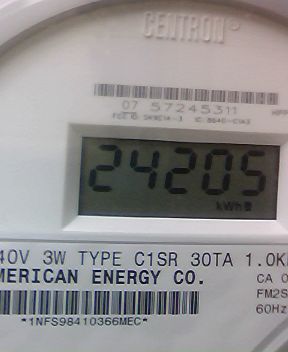 CENTRON®
07 57245311
24205
kWh
40V 3W TYPE C1SR 30TA 1.0K
MERICAN ENERGY CO.
CA 0
FM2S
60Hz
*1NFS98410366MEC*